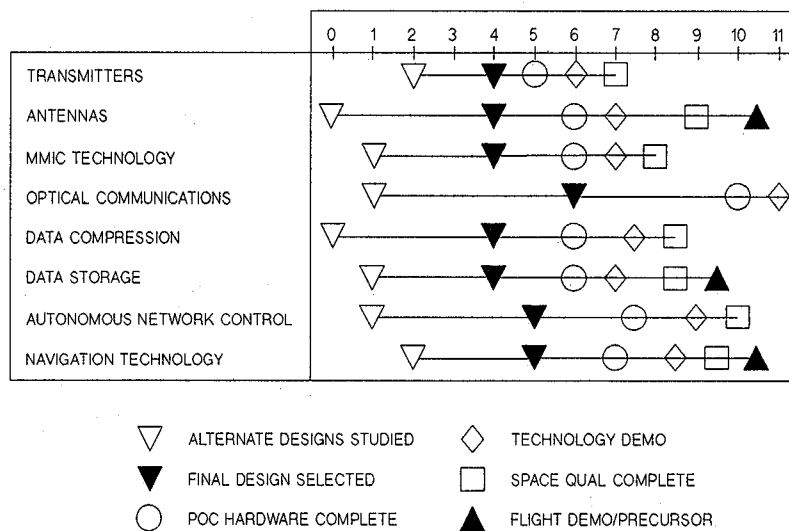 0 1 2 3 4 5 6 7 8 9 10 11
TRANSMITTERS
ANTENNAS
MMIC TECHNOLOGY
OPTICAL COMMUNICATIONS
DATA COMPRESSION
DATA STORAGE
AUTONOMOUS NETWORK CONTROL
NAVIGATION TECHNOLOGY
ALTERNATE DESIGNS STUDIED
TECHNOLOGY DEMO
FINAL DESIGN SELECTED
SPACE QUAL COMPLETE
POC HARDWARE COMPLETE
FLIGHT DEMO/PRECURSOR